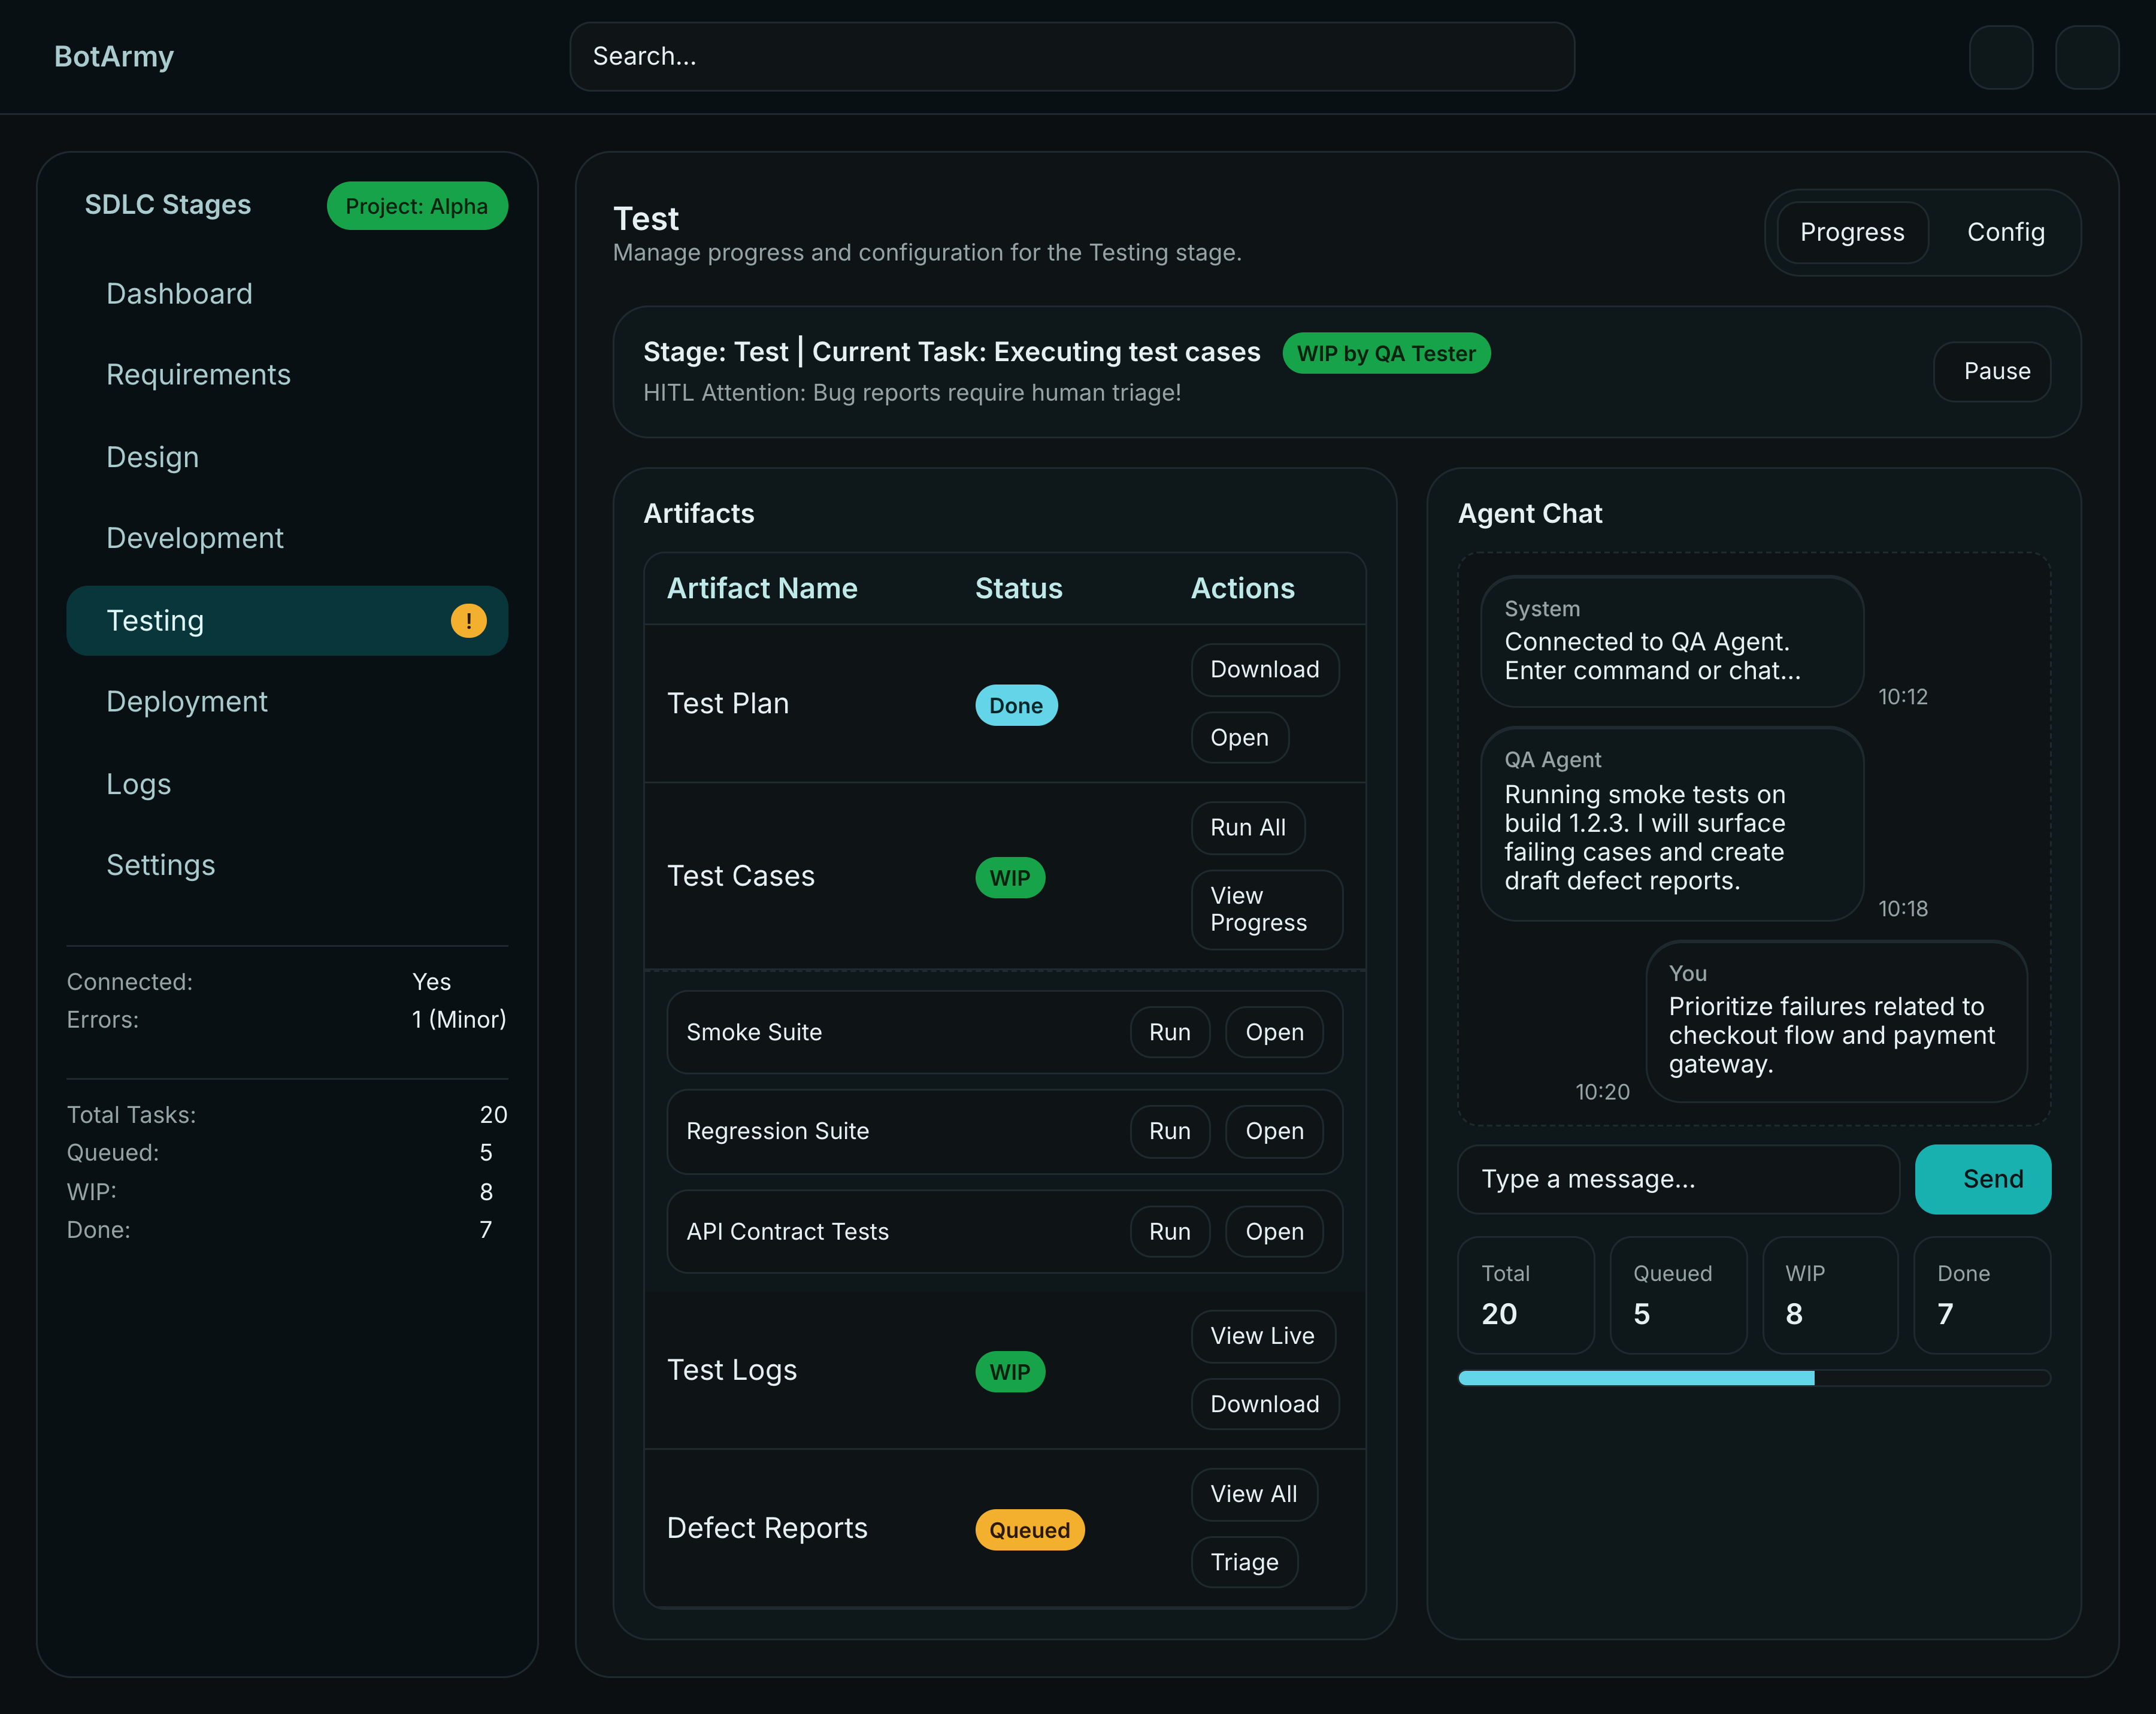 BotArmy
Search...
SDLC Stages
Project: Alpha
Dashboard
Requirements
Design
Development
Testing
!
Deployment
Logs
Settings
Connected: Yes
Errors: 1 (Minor)
Total Tasks: 20
Queued: 5
WIP: 8
Done: 7
Test
Manage progress and configuration for the Testing stage.
Progress
Config
Stage: Test | Current Task: Executing test cases
WIP by QA Tester
HITL Attention: Bug reports require human triage!
Pause
Artifacts
Artifact Name Status Actions
Test Plan
Done
Download
Open
Test Cases
WIP
Run All
View
Progress
Smoke Suite Run Open
Regression Suite Run Open
API Contract Tests Run Open
Test Logs
WIP
View Live
Download
Defect Reports
Queued
View All
Triage
Agent Chat
System
Connected to QA Agent.
Enter command or chat...
10:12
QA Agent
Running smoke tests on
build 1.2.3. I will surface
failing cases and create
draft defect reports.
10:18
You
Prioritize failures related to
checkout flow and payment
gateway.
10:20
Type a message...
Send
Total
20
Queued
5
WIP
8
Done
7